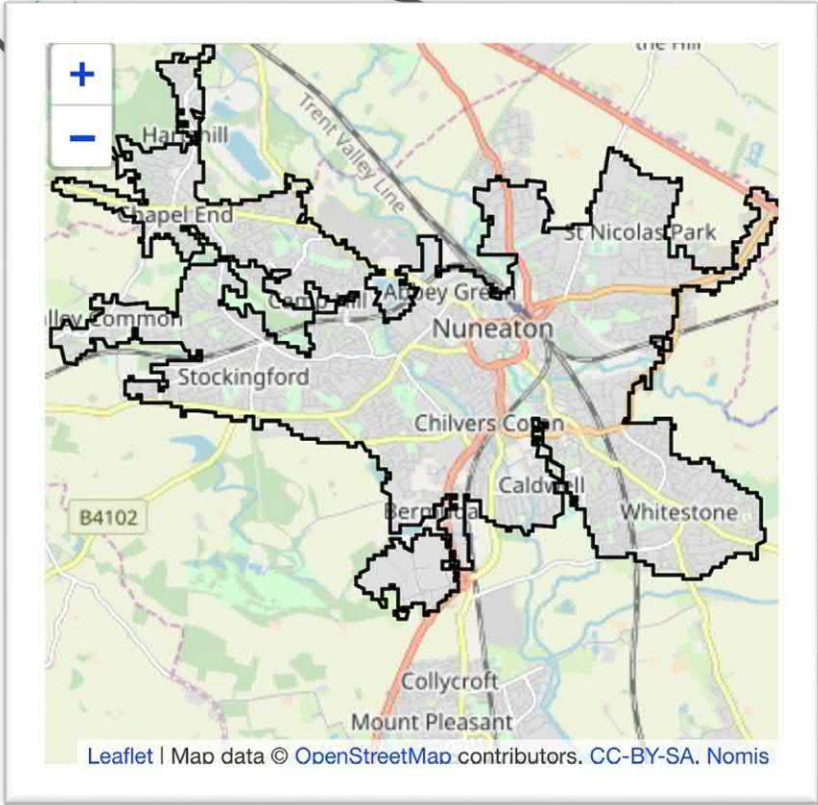 the Hill
+
−
Trent Valley Line
Chapel End
St Nicolas Park
Abbey Green
Common
Nuneaton
Stockingford
Chilvers Coton
Caldwell
B4102
Bermuda
Whitestone
Collycroft
Mount Pleasant
Leaflet | Map data © OpenStreetMap contributors, CC-BY-SA, Nomis